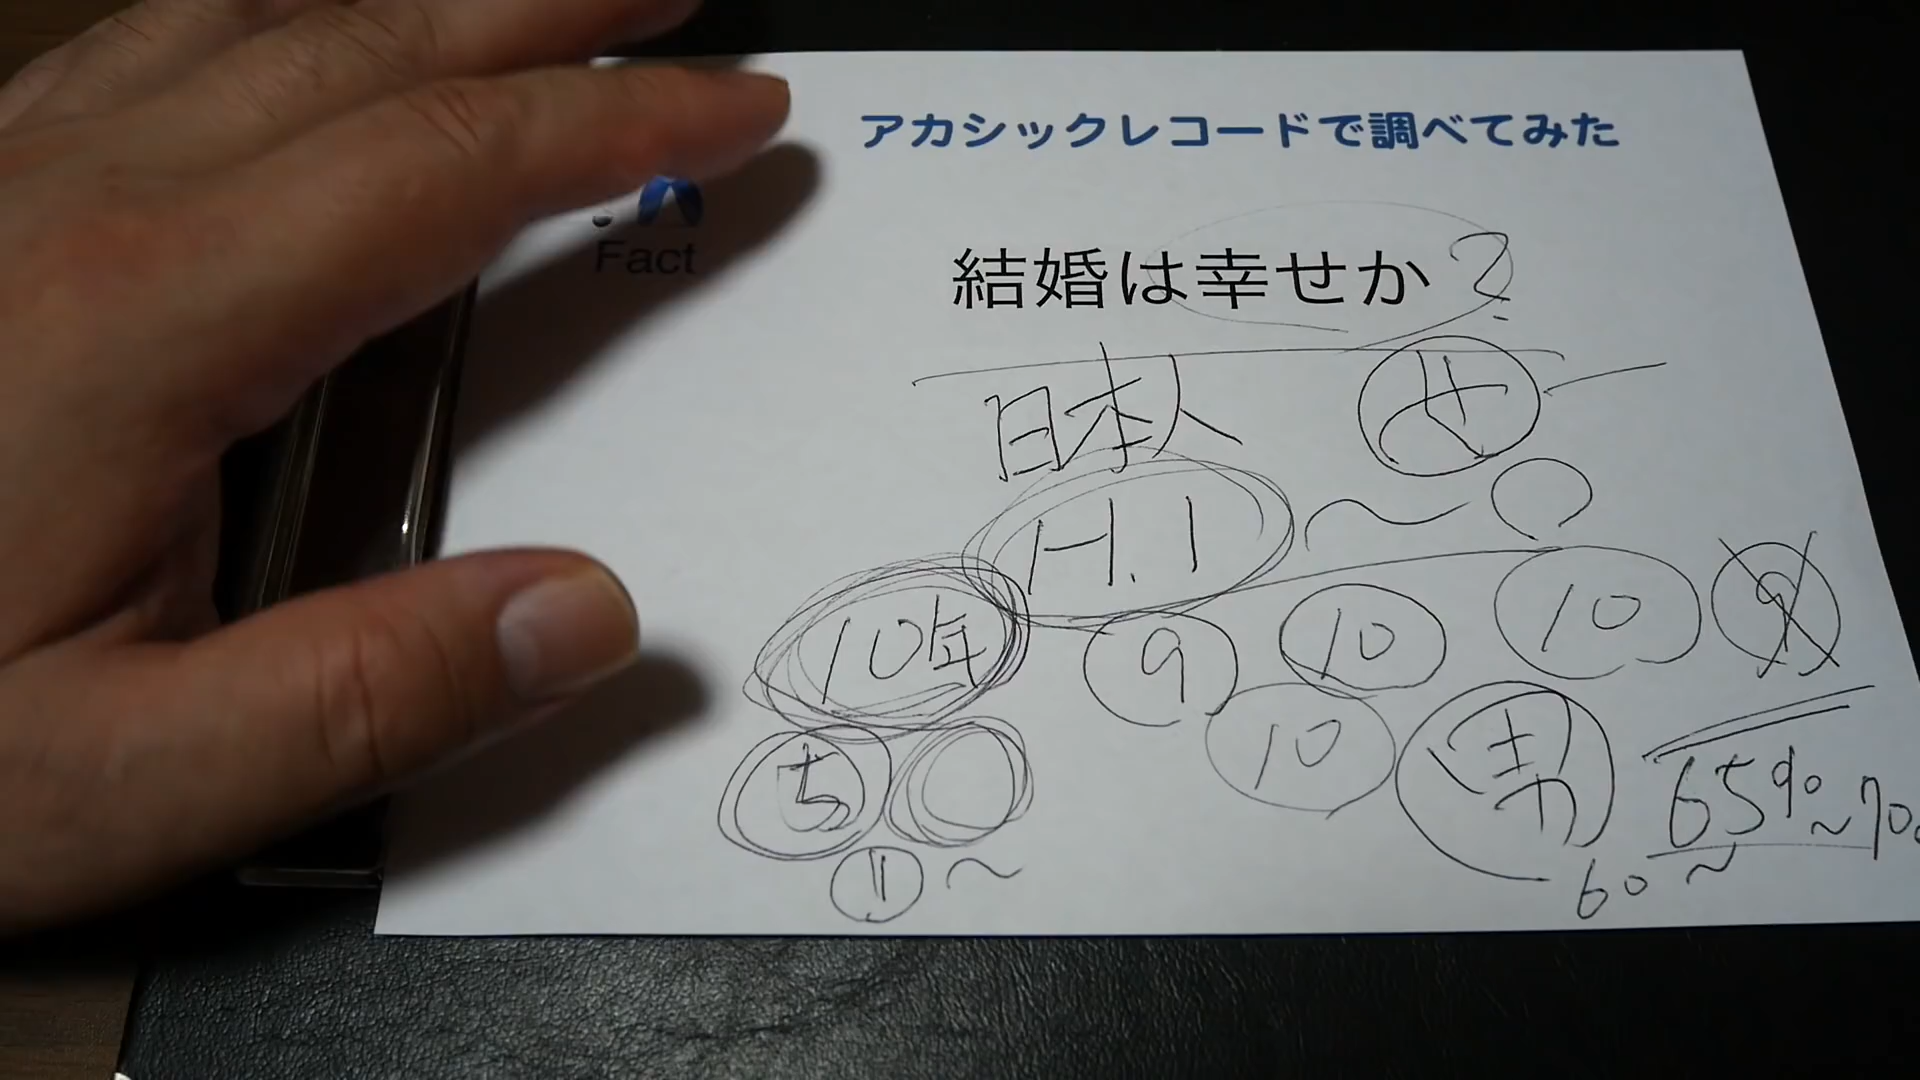 アカシックレコードで調べてみた
Fact
結婚は幸せか?
日本人 女
H.1 〜
10年 9 10 10 9
5 10 男 65%〜70
11〜 60〜